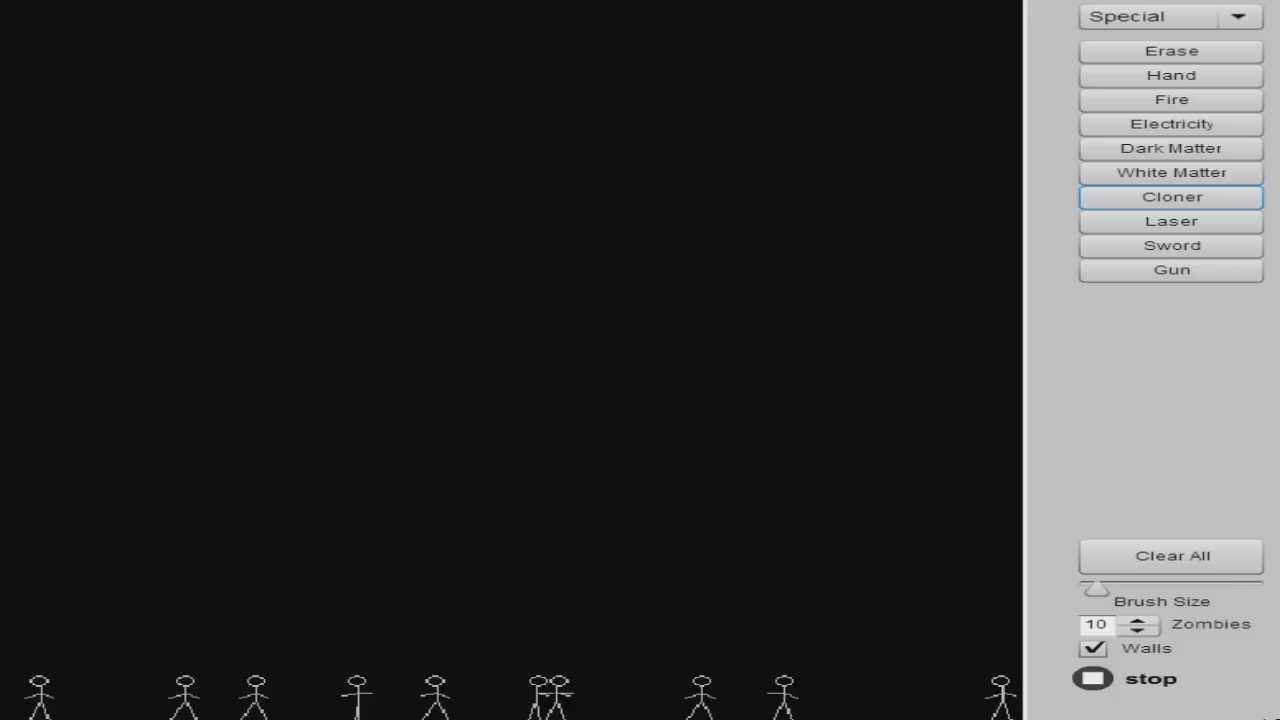 Special
Erase
Hand
Fire
Electricity
Dark Matter
White Matter
Cloner
Laser
Sword
Gun
Clear All
Brush Size
10 Zombies
Walls
stop